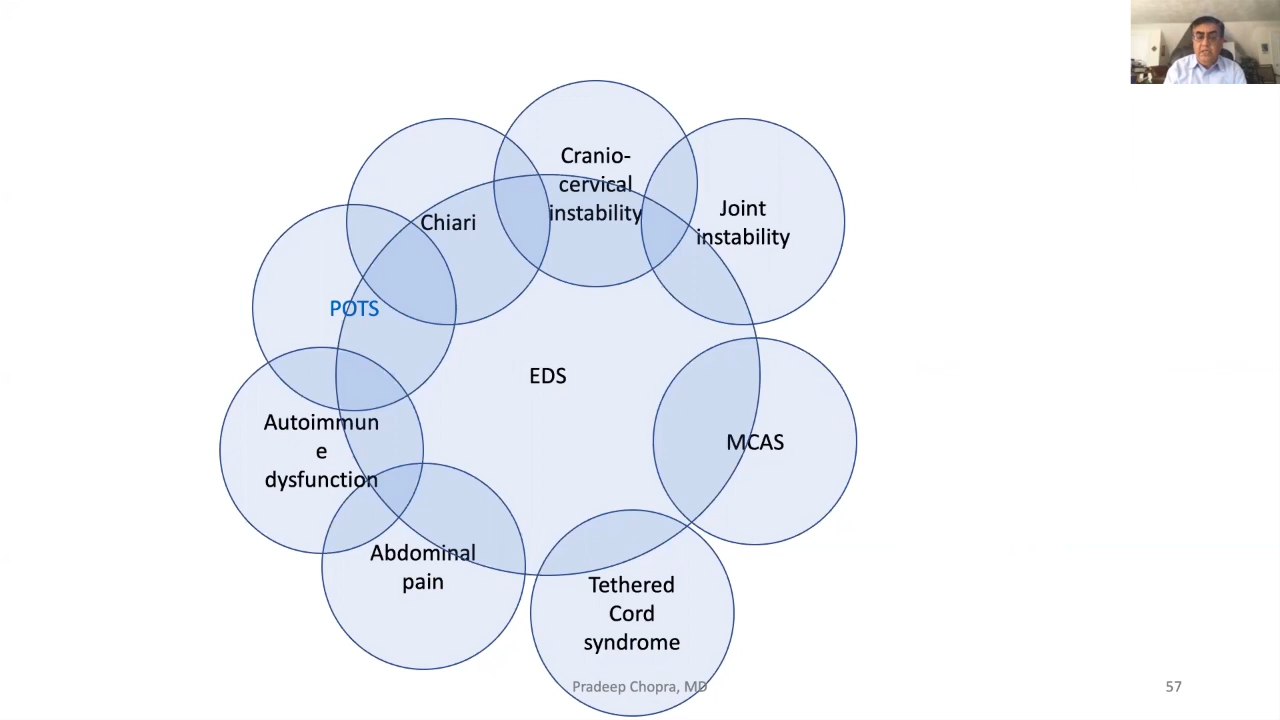 Cranio-
cervical
instability
Joint
instability
Chiari
POTS
EDS
Autoimmun
e
dysfunction
MCAS
Abdominal
pain
Tethered
Cord
syndrome
Pradeep Chopra, MD
57